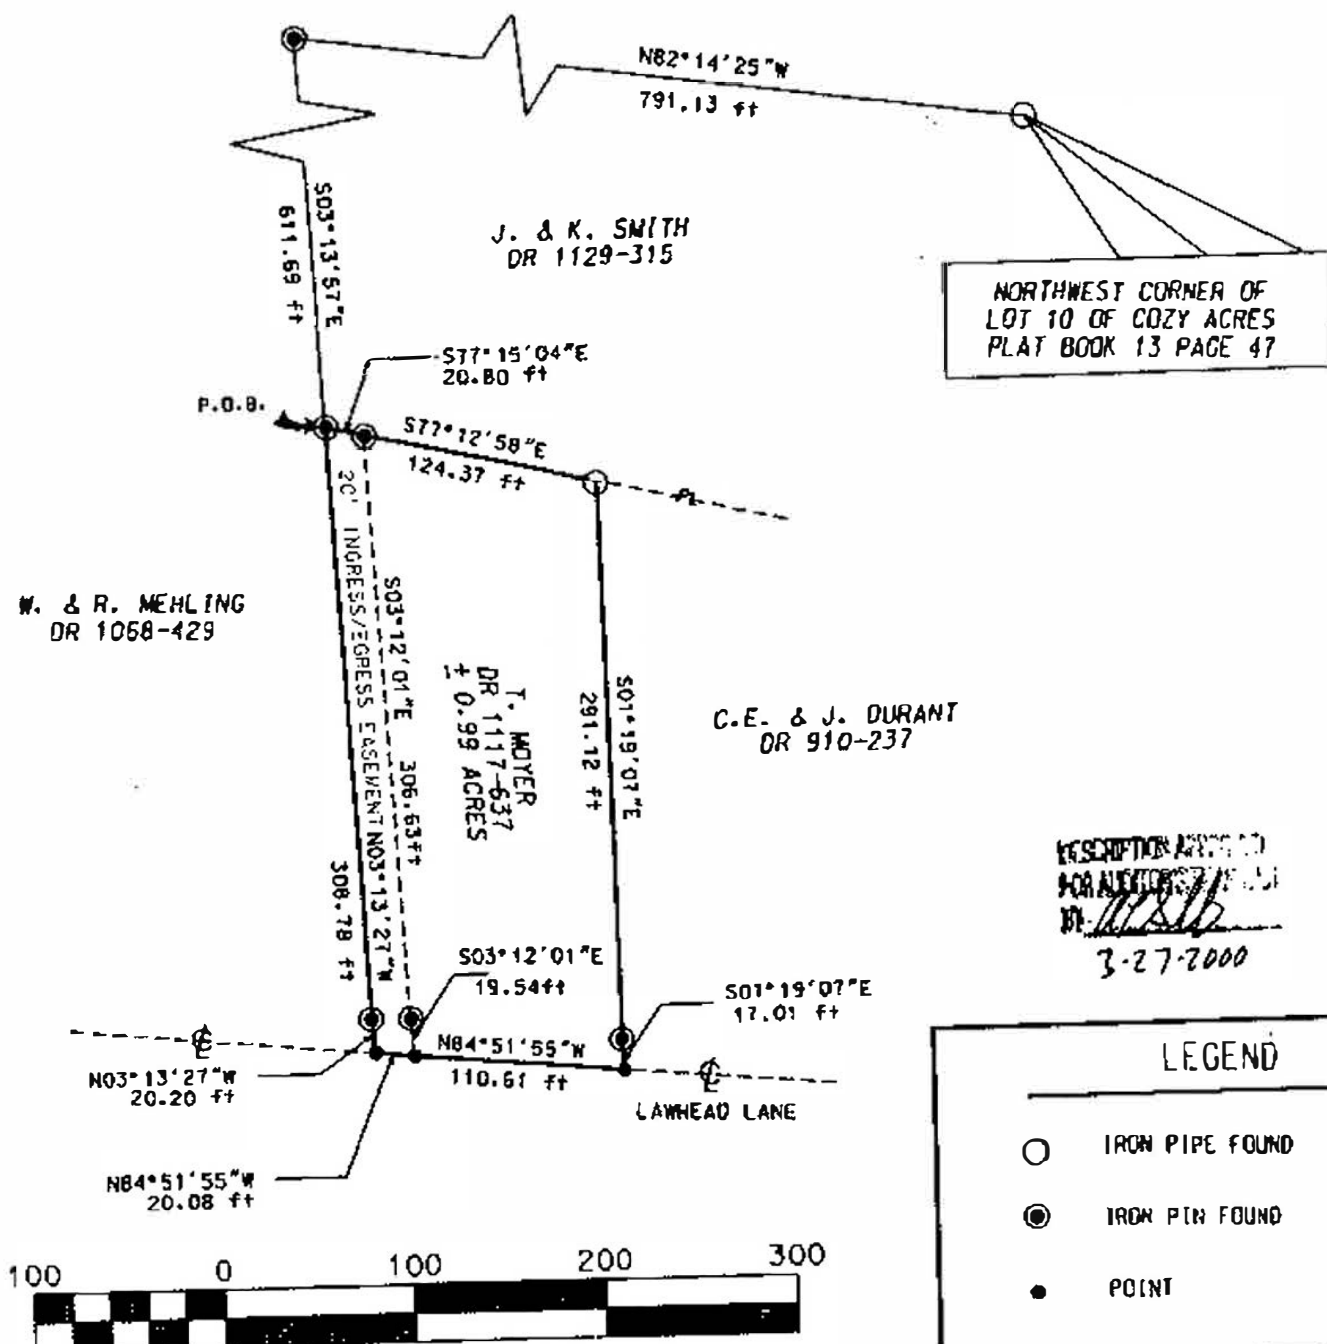 N82°14'25"W
791.13 ft
S03°13'57"E
611.69 ft
J. & K. SMITH
DR 1129-315
NORTHWEST CORNER OF
LOT 10 OF COZY ACRES
PLAT BOOK 13 PAGE 47
S77°15'04"E
20.80 ft
P.O.B.
S77°12'58"E
124.37 ft
PL
20' INGRESS/EGRESS EASEMENT
W. & R. MEHLING
DR 1068-429
S03°12'01"E 306.63ft
T. MOYER
DR 1117-637
± 0.99 ACRES
S01°19'07"E
291.12 ft
C.E. & J. DURANT
DR 910-237
N03°13'27"W
308.78 ft
DESCRIPTION
FOR
BY
3-27-2000
S03°12'01"E
19.54ft
S01°19'07"E
17.01 ft
CL
N84°51'55"W
110.61 ft
CL
N03°13'27"W
20.20 ft
LAWHEAD LANE
N84°51'55"W
20.08 ft
LEGEND
IRON PIPE FOUND
IRON PIN FOUND
POINT
100 0 100 200 300